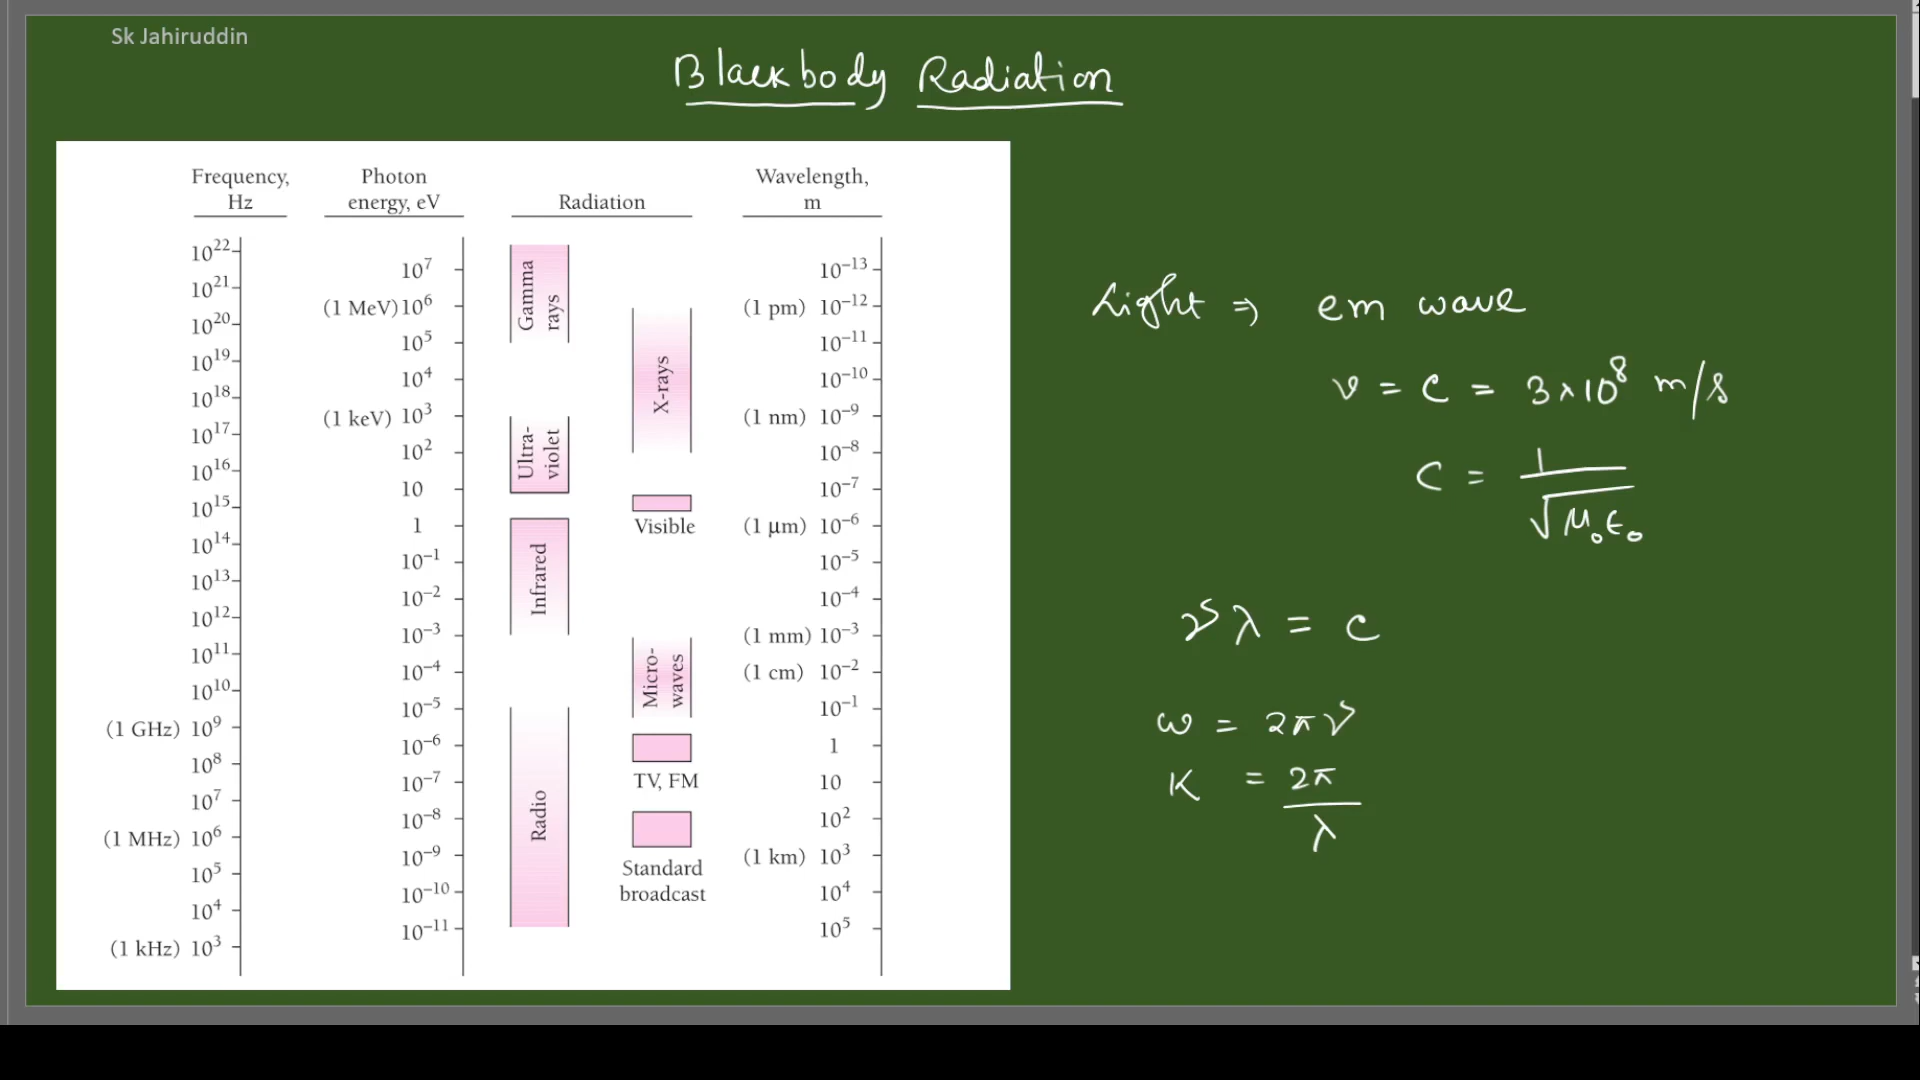 Sk Jahiruddin
Blackbody Radiation
Frequency, Hz
10²²
10²¹
10²⁰
10¹⁹
10¹⁸
10¹⁷
10¹⁶
10¹⁵
10¹⁴
10¹³
10¹²
10¹¹
10¹⁰
(1 GHz) 10⁹
10⁸
10⁷
(1 MHz) 10⁶
10⁵
10⁴
(1 kHz) 10³
Photon
energy, eV
10⁷
(1 MeV) 10⁶
10⁵
10⁴
(1 keV) 10³
10²
10
1
10⁻¹
10⁻²
10⁻³
10⁻⁴
10⁻⁵
10⁻⁶
10⁻⁷
10⁻⁸
10⁻⁹
10⁻¹⁰
10⁻¹¹
Radiation
Gamma
rays
Ultra-
violet
Infrared
Radio
X-rays
Visible
Micro-
waves
TV, FM
Standard
broadcast
Wavelength,
m
10⁻¹³
(1 pm) 10⁻¹²
10⁻¹¹
10⁻¹⁰
(1 nm) 10⁻⁹
10⁻⁸
10⁻⁷
(1 μm) 10⁻⁶
10⁻⁵
10⁻⁴
(1 mm) 10⁻³
(1 cm) 10⁻²
10⁻¹
1
10
10²
(1 km) 10³
10⁴
10⁵
Light ⇒ em wave
v = c = 3×10⁸ m/s
c = 1/√μ₀ε₀
νλ = c
ω = 2πν
K = 2π/λ